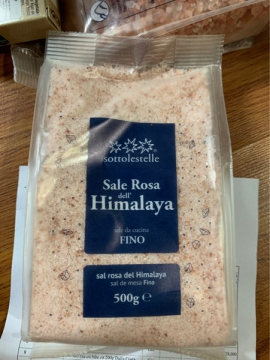 sottolestelle
Sale Rosa
dell'
Himalaya
sale da cucina
FINO
sal rosa del Himalaya
sal de mesa Fina
500g e